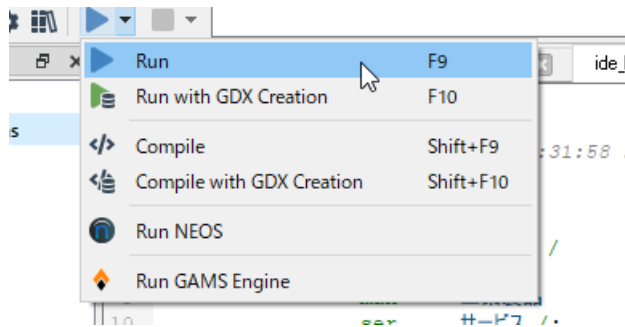 Run F9
ide_
Run with GDX Creation F10
s
Compile Shift+F9
:31:58
Compile with GDX Creation Shift+F10
Run NEOS
/
Run GAMS Engine
10 ser サービス /;